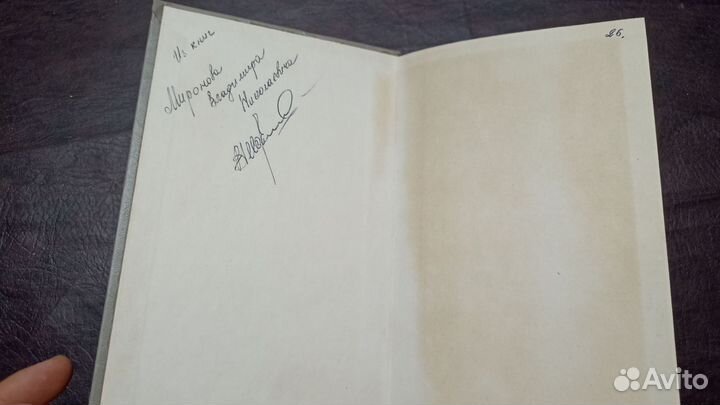 Из книг
Миронова
Владимира
Николаевича
26.
Avito